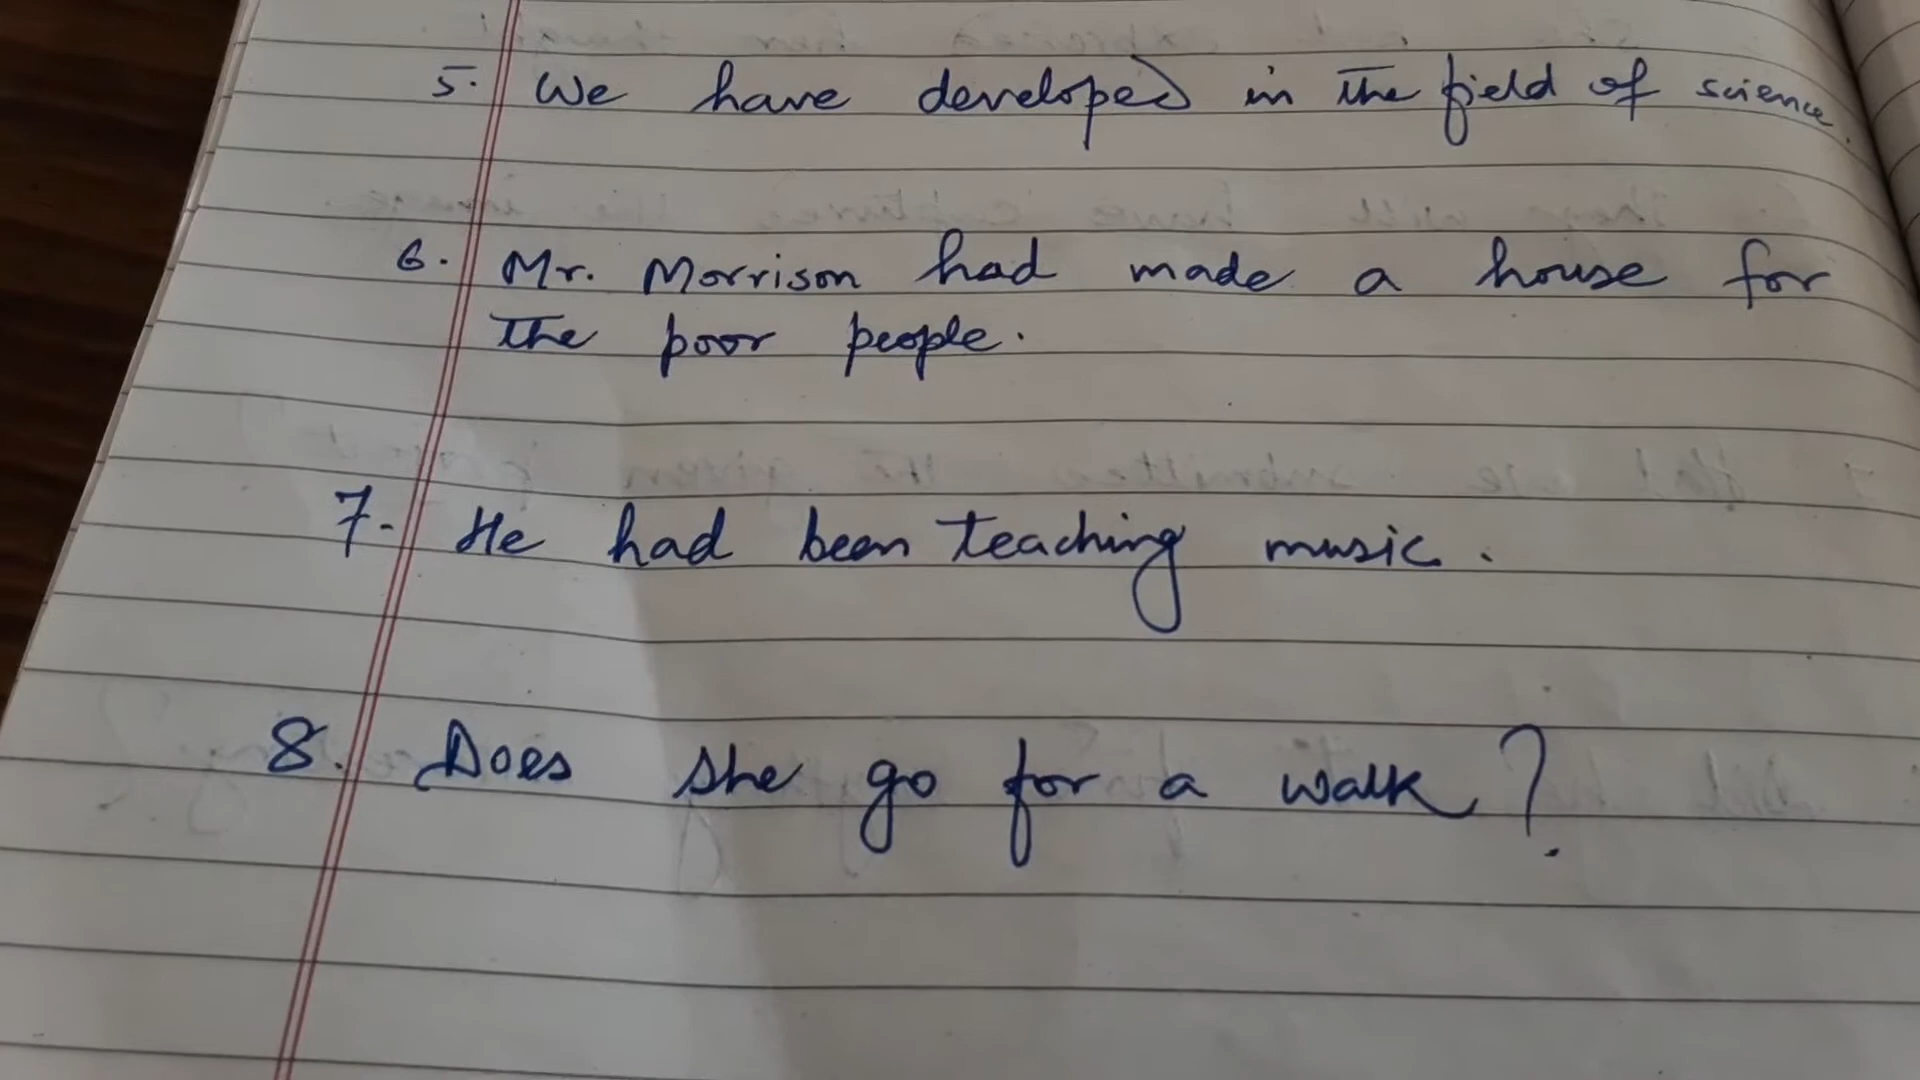 5. We have developed in the field of science.
6. Mr. Morrison had made a house for
the poor people.
7. He had been teaching music.
8. Does she go for a walk?